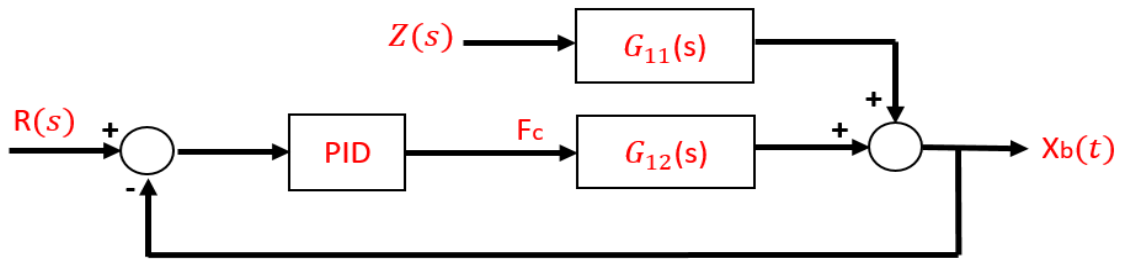 Z(s)
G₁₁(s)
+
R(s)
+
PID
Fc
G₁₂(s)
+
Xb(t)
-